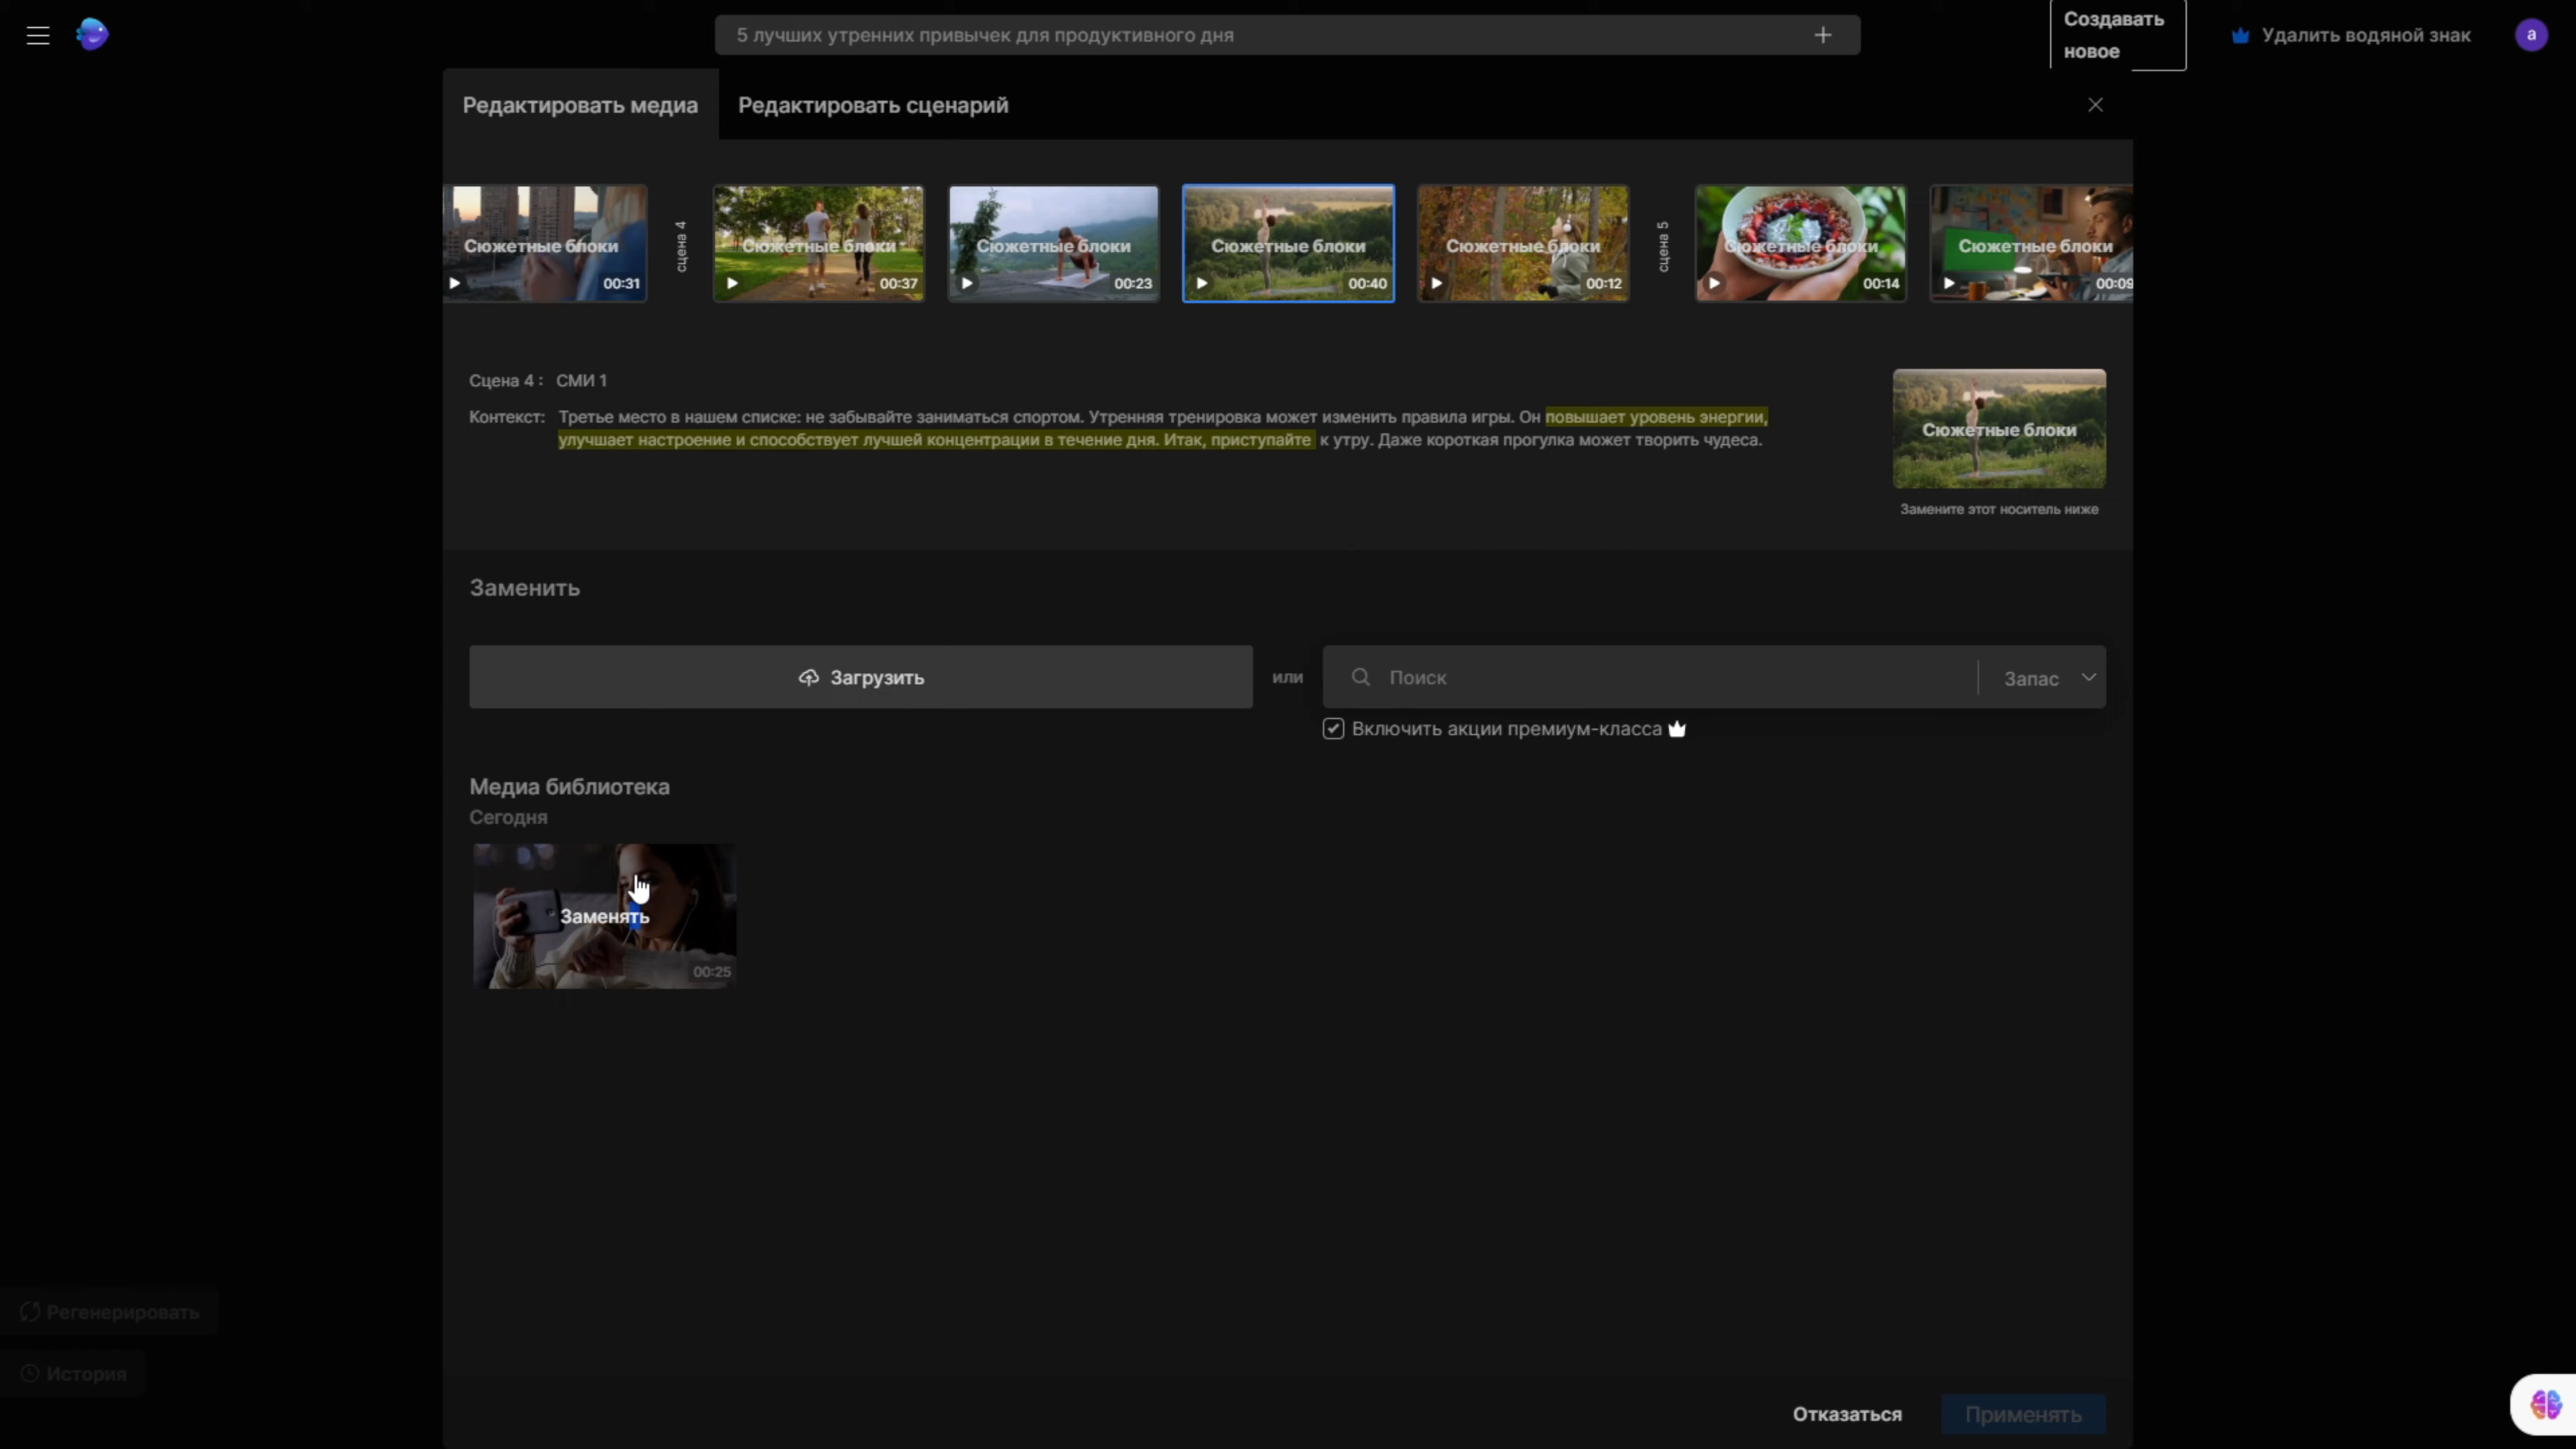 5 лучших утренних привычек для продуктивного дня
Создавать
новое
Удалить водяной знак
a
Редактировать медиа
Редактировать сценарий
Сюжетные блоки
00:31
сцена 4
Сюжетные блоки
00:37
Сюжетные блоки
00:23
Сюжетные блоки
00:40
Сюжетные блоки
00:12
сцена 5
Сюжетные блоки
00:14
Сюжетные блоки
00:09
Сцена 4 : СМИ 1
Контекст: Третье место в нашем списке: не забывайте заниматься спортом. Утренняя тренировка может изменить правила игры. Он повышает уровень энергии,
улучшает настроение и способствует лучшей концентрации в течение дня. Итак, приступайте к утру. Даже короткая прогулка может творить чудеса.
Сюжетные блоки
Замените этот носитель ниже
Заменить
Загрузить
или
Поиск
Запас
Включить акции премиум-класса
Медиа библиотека
Сегодня
Заменять
00:25
Регенерировать
История
Отказаться
Применять